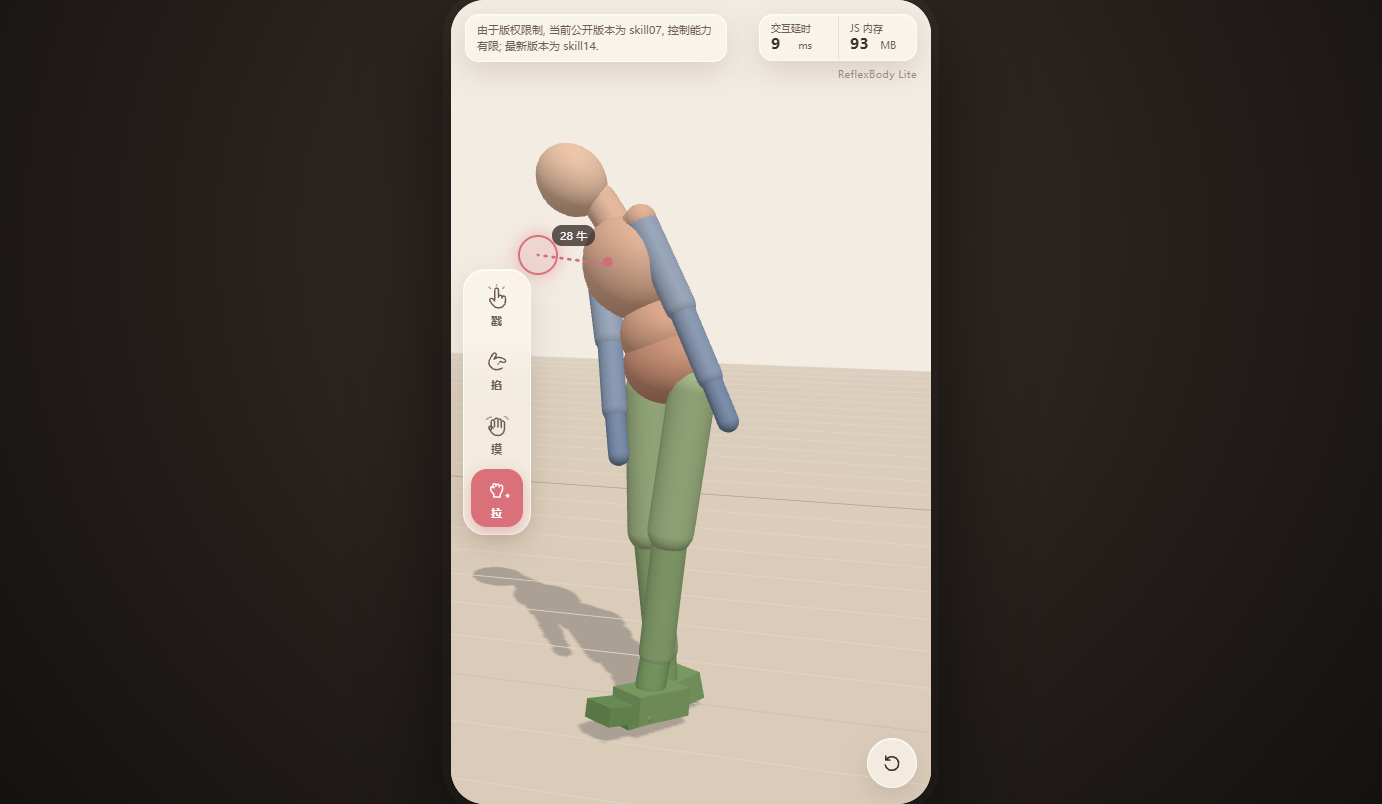 由于版权限制, 当前公开版本为 skill07, 控制能力
有限; 最新版本为 skill14.
交互延时
9 ms
JS 内存
93 MB
ReflexBody Lite
28 牛
戳
掐
摸
拉